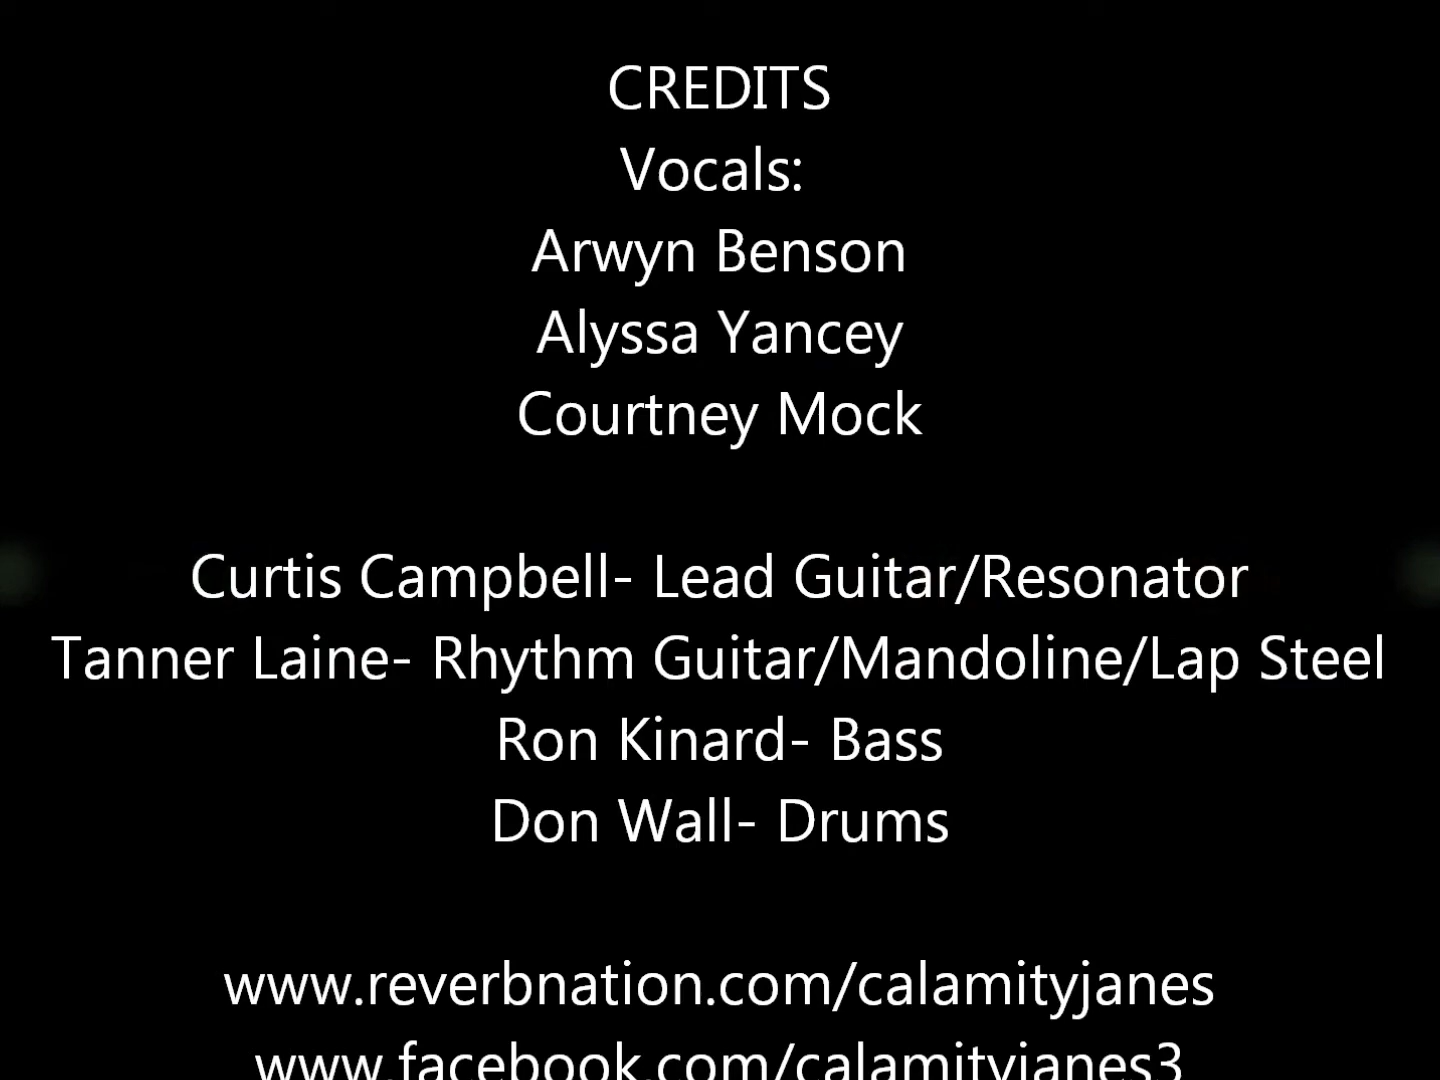 CREDITS
Vocals:
Arwyn Benson
Alyssa Yancey
Courtney Mock
Curtis Campbell- Lead Guitar/Resonator
Tanner Laine- Rhythm Guitar/Mandoline/Lap Steel
Ron Kinard- Bass
Don Wall- Drums
www.reverbnation.com/calamityjanes
www.facebook.com/calamityjanes3